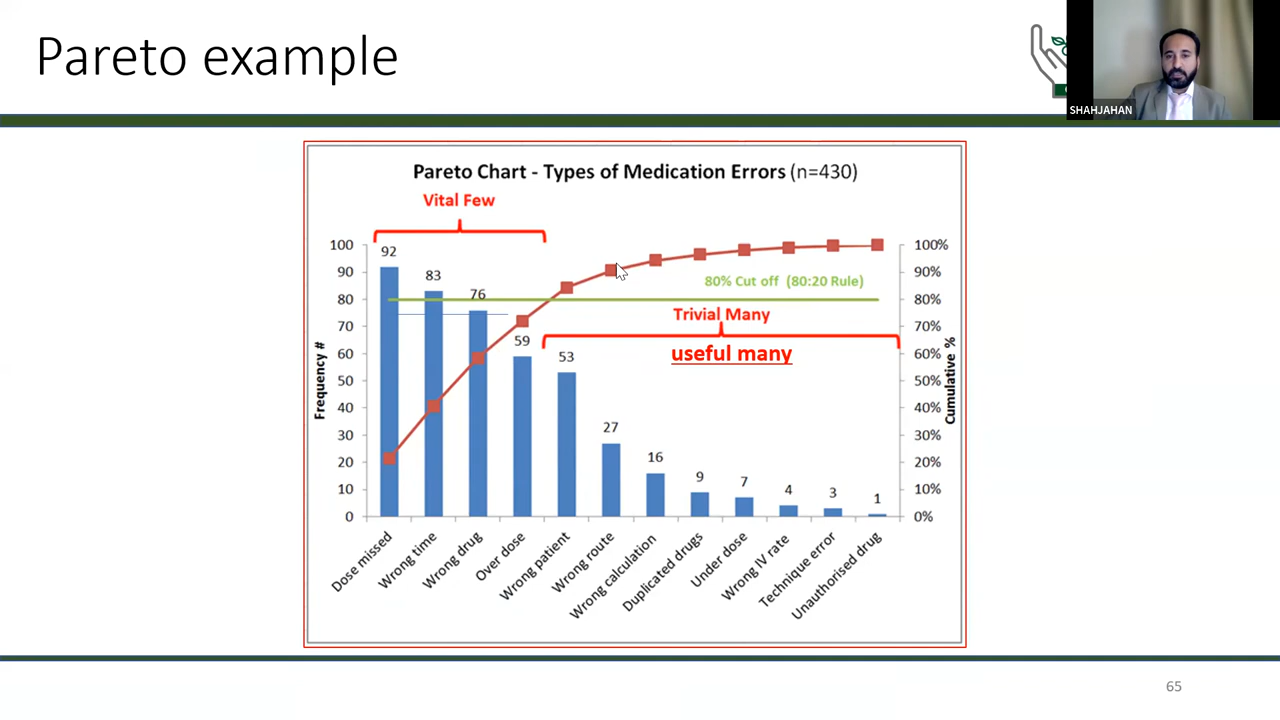 Pareto example
SHAHJAHAN
Pareto Chart - Types of Medication Errors (n=430)
Vital Few
80% Cut off (80:20 Rule)
Trivial Many
useful many
Frequency #
100
90
80
70
60
50
40
30
20
10
0
92
83
76
59
53
27
16
9
7
4
3
1
100%
90%
80%
70%
60%
50%
40%
30%
20%
10%
0%
Cumulative %
Dose missed
Wrong time
Wrong drug
Over dose
Wrong patient
Wrong route
Wrong calculation
Duplicated drugs
Under dose
Wrong IV rate
Technique error
Unauthorised drug
65